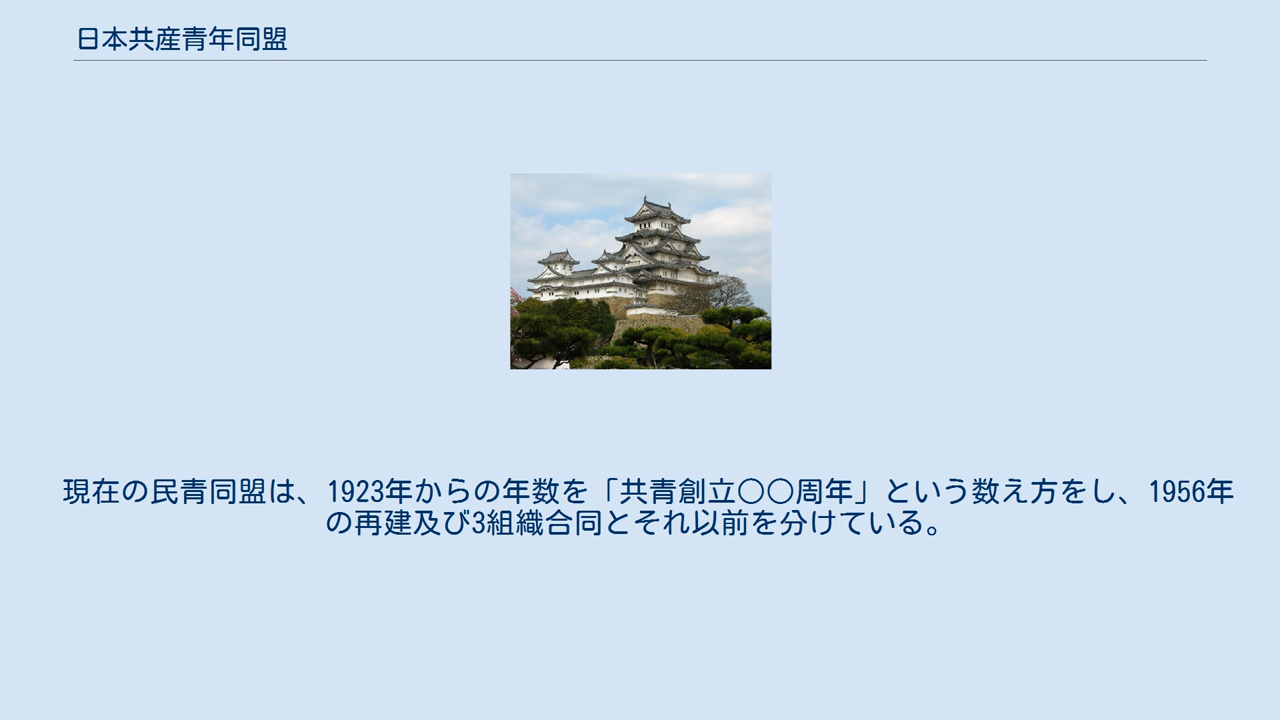 日本共産青年同盟
現在の民青同盟は、1923年からの年数を「共青創立〇〇周年」という数え方をし、1956年
の再建及び3組織合同とそれ以前を分けている。